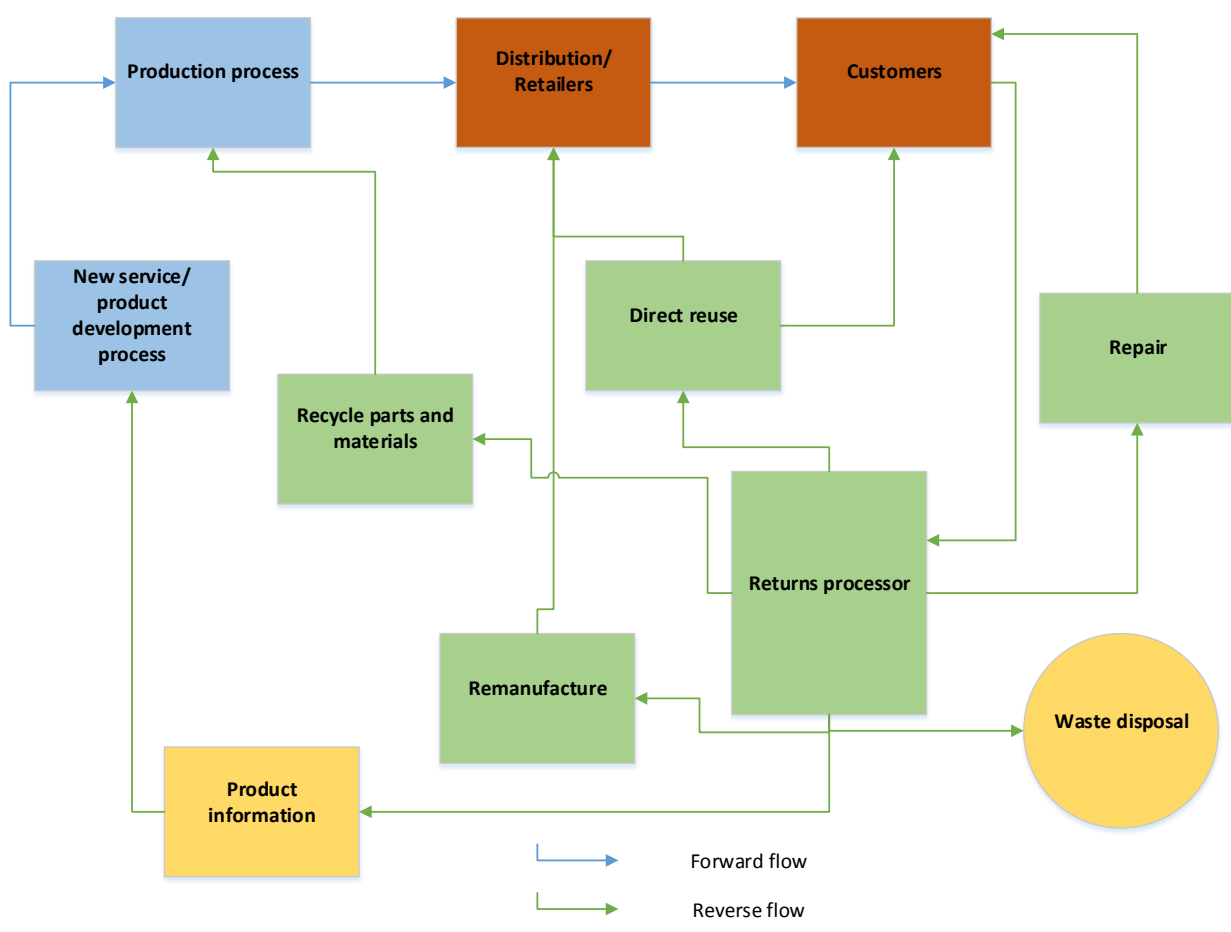 Production process
Distribution/
Retailers
Customers
New service/
product
development
process
Direct reuse
Repair
Recycle parts and
materials
Returns processor
Remanufacture
Waste disposal
Product
information
Forward flow
Reverse flow